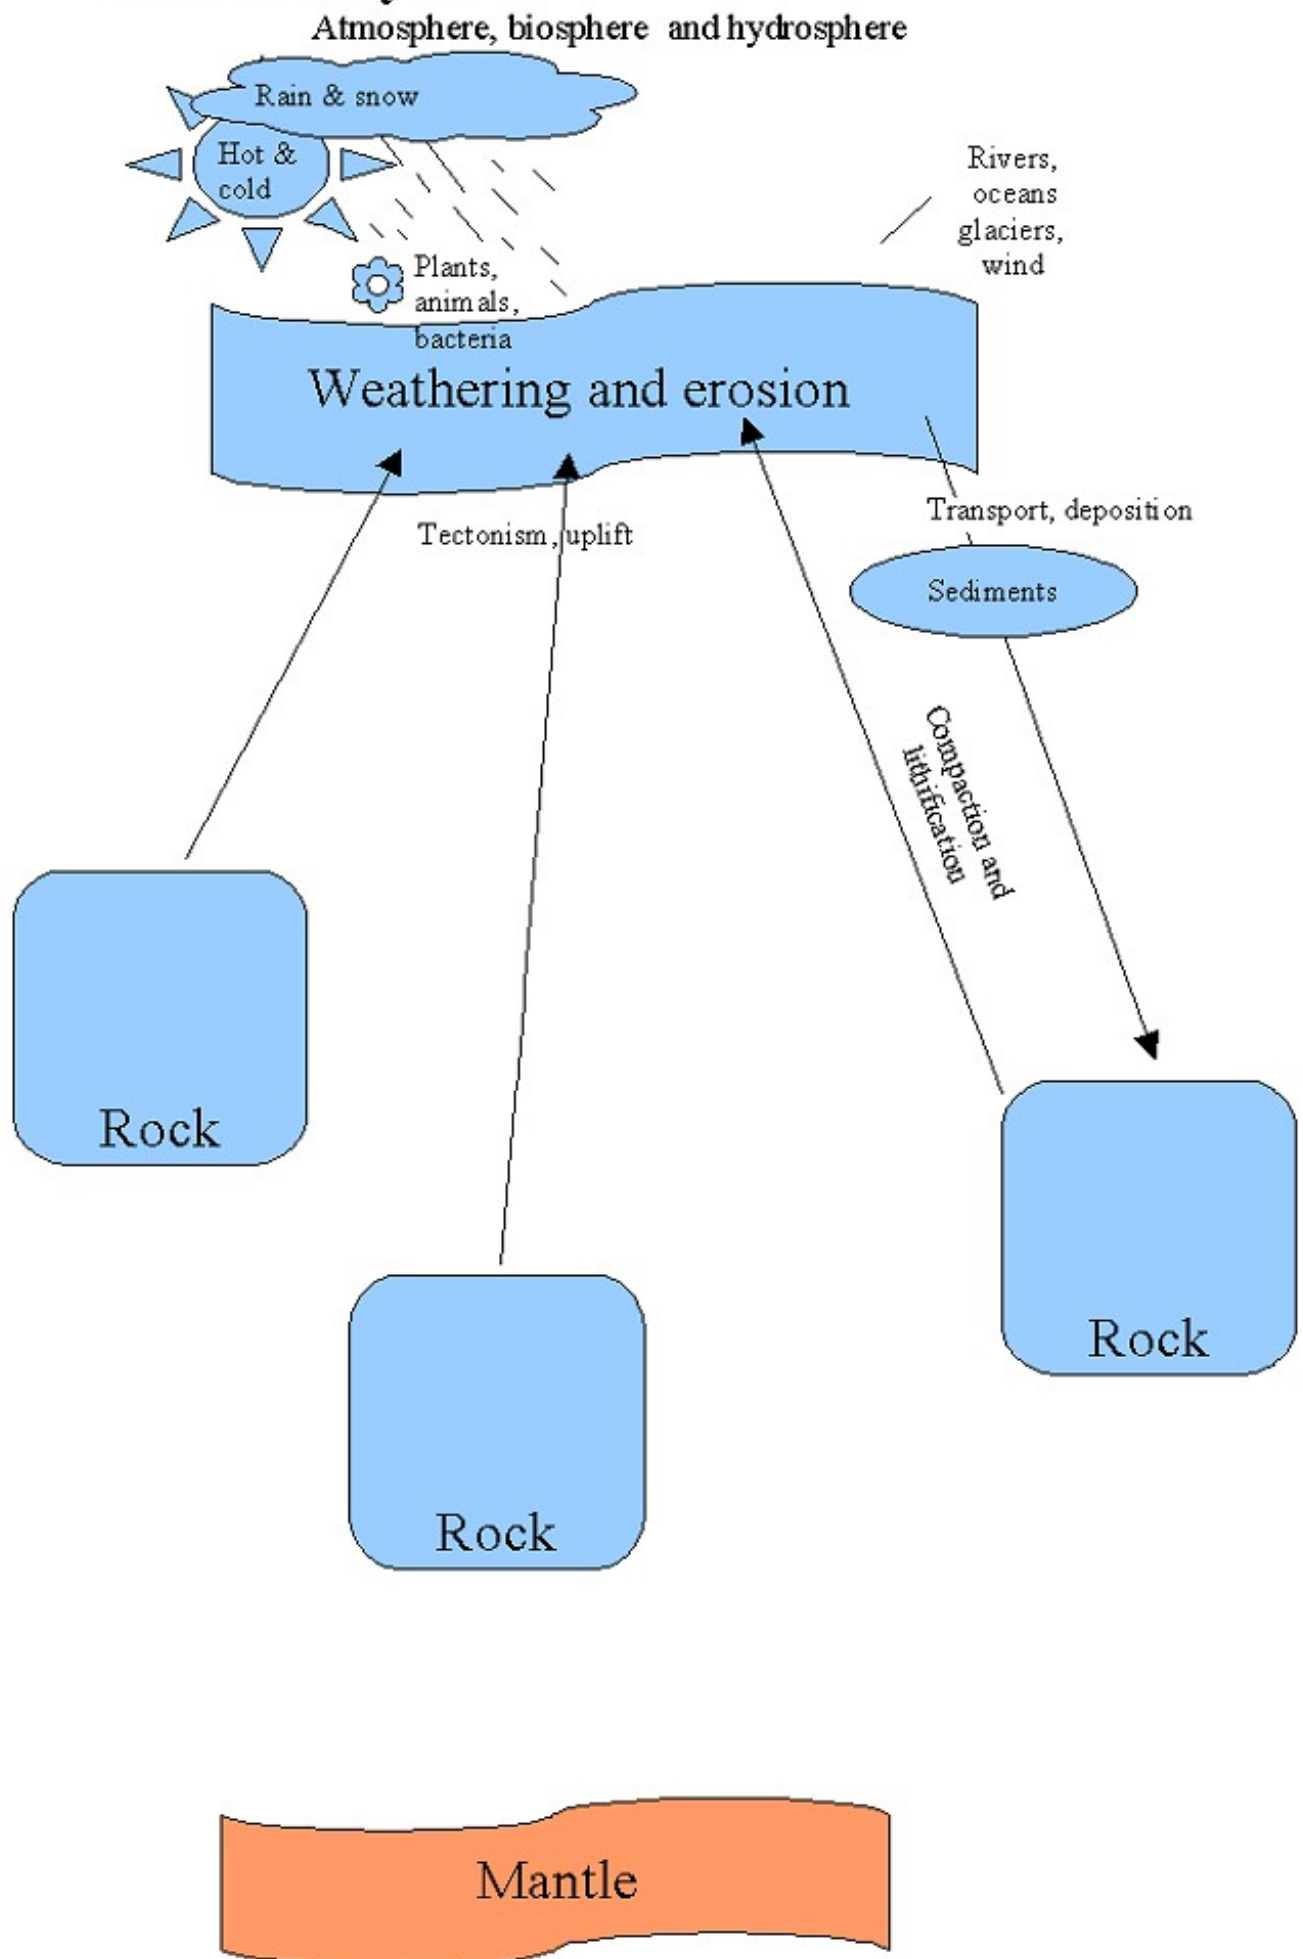 Atmosphere, biosphere and hydrosphere
Rain & snow
Hot &
cold
Rivers,
oceans
glaciers,
wind
Plants,
animals,
bacteria
Weathering and erosion
Transport, deposition
Tectonism, uplift
Sediments
Compaction and
lithification
Rock
Rock
Rock
Mantle